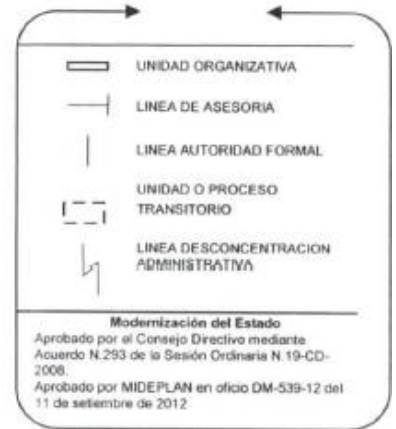 UNIDAD ORGANIZATIVA
LINEA DE ASESORIA
LINEA AUTORIDAD FORMAL
UNIDAD O PROCESO
TRANSITORIO
LINEA DESCONCENTRACION
ADMINISTRATIVA
Modernización del Estado
Aprobado por el Consejo Directivo mediante
Acuerdo N.293 de la Sesión Ordinaria N.19-CD-
2008.
Aprobado por MIDEPLAN en oficio DM-539-12 del
11 de setiembre de 2012